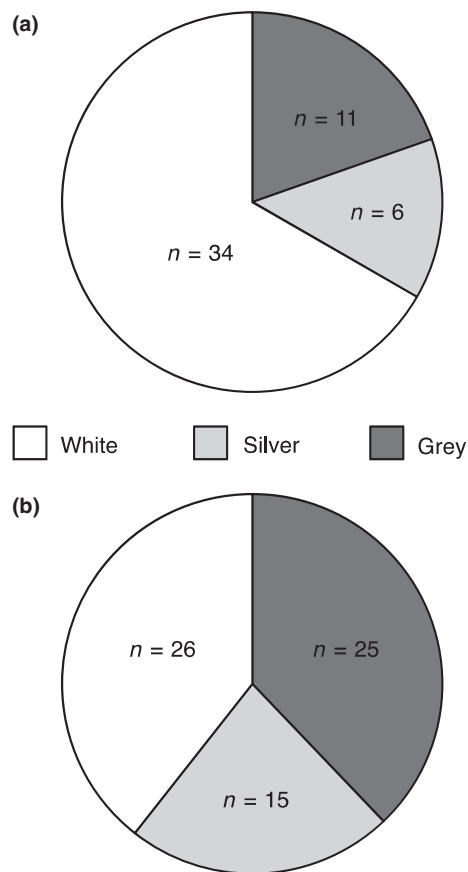 (a)
n = 11
n = 6
n = 34
White Silver Grey
(b)
n = 26 n = 25
n = 15